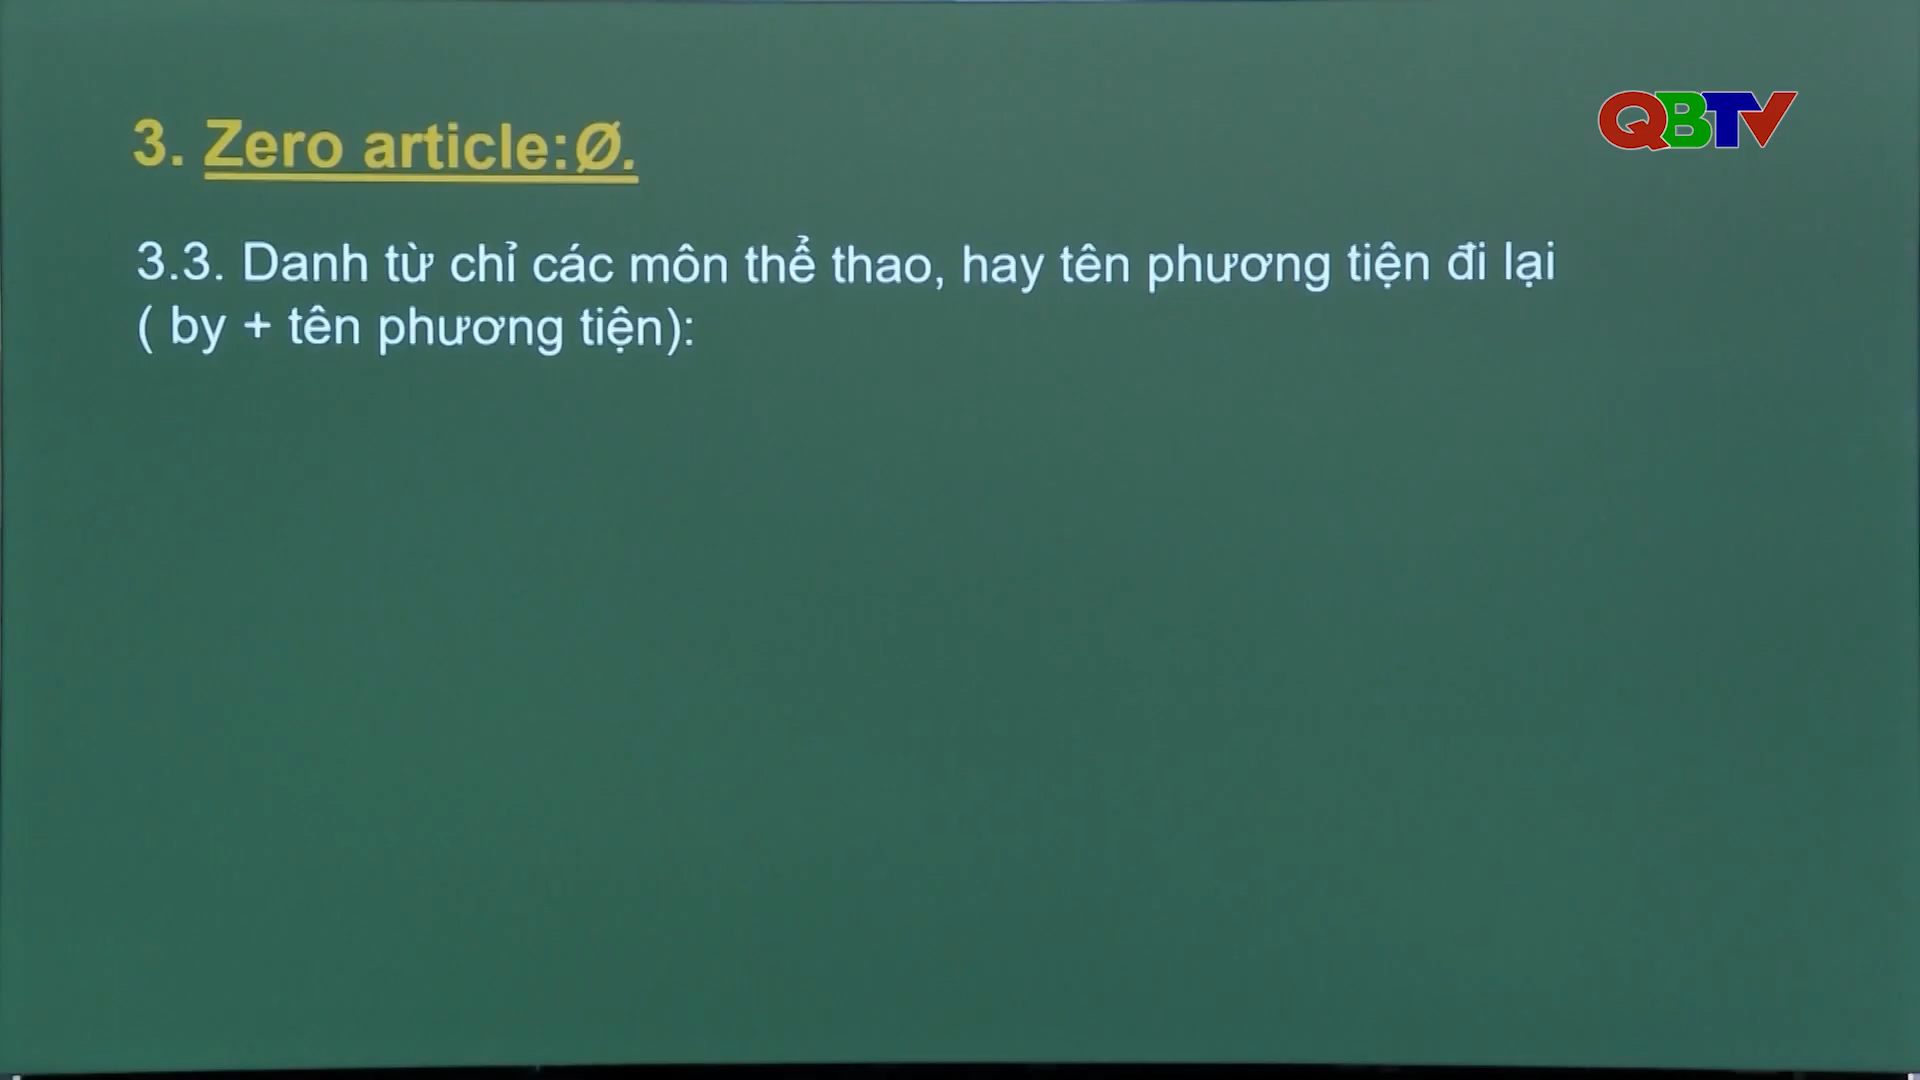 QBTV
3. Zero article:Ø.
3.3. Danh từ chỉ các môn thể thao, hay tên phương tiện đi lại
( by + tên phương tiện):